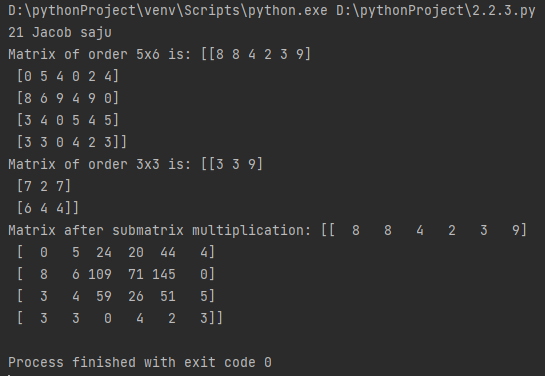 D:\pythonProject\venv\Scripts\python.exe D:\pythonProject\2.2.3.py
21 Jacob saju
Matrix of order 5x6 is: [[8 8 4 2 3 9]
 [0 5 4 0 2 4]
 [8 6 9 4 9 0]
 [3 4 0 5 4 5]
 [3 3 0 4 2 3]]
Matrix of order 3x3 is: [[3 3 9]
 [7 2 7]
 [6 4 4]]
Matrix after submatrix multiplication: [[  8   8   4   2   3   9]
 [  0   5  24  20  44   4]
 [  8   6 109  71 145   0]
 [  3   4  59  26  51   5]
 [  3   3   0   4   2   3]]
Process finished with exit code 0